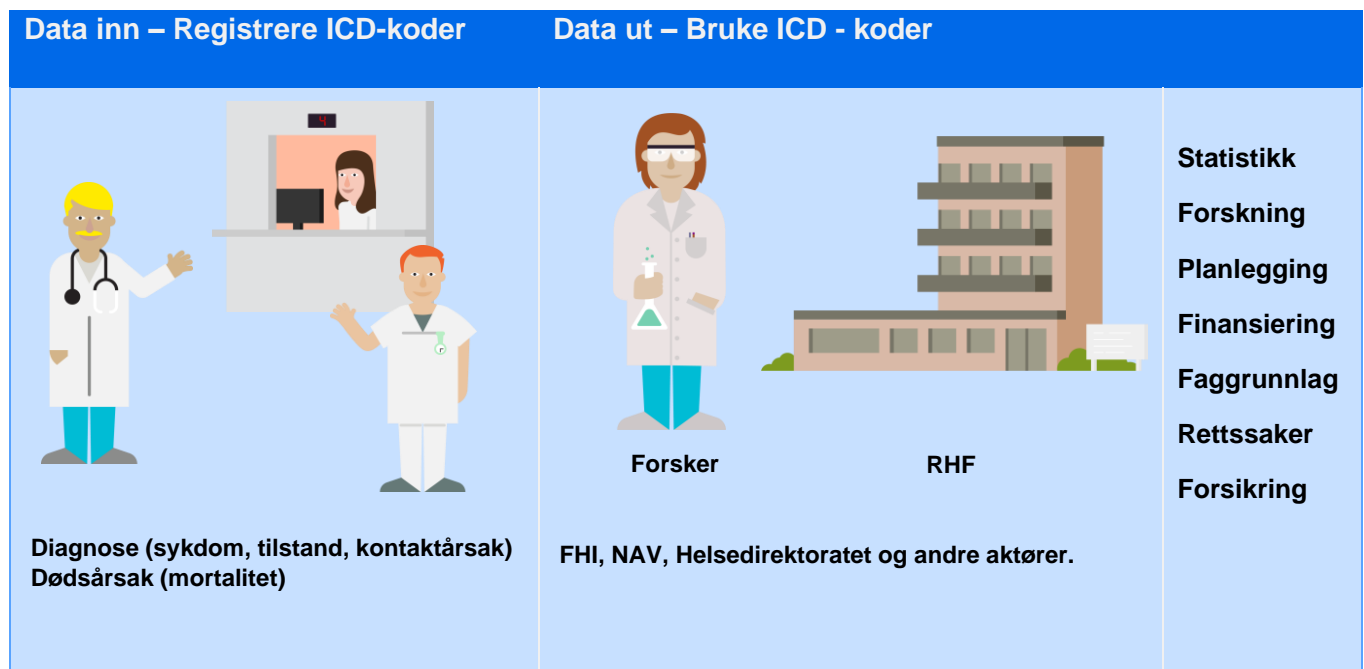 Data inn – Registrere ICD-koder
Data ut – Bruke ICD - koder
4
Forsker
RHF
Diagnose (sykdom, tilstand, kontaktårsak)
Dødsårsak (mortalitet)
FHI, NAV, Helsedirektoratet og andre aktører.
Statistikk
Forskning
Planlegging
Finansiering
Faggrunnlag
Rettssaker
Forsikring